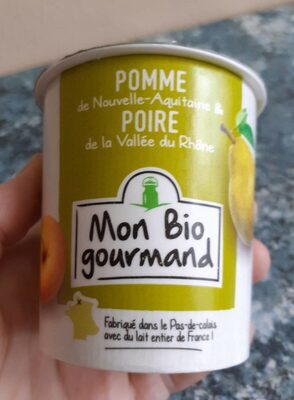 POMME
de Nouvelle-Aquitaine &
POIRE
de la Vallée du Rhône
Mon Bio
gourmand
Fabriqué dans le Pas-de-calais
avec du lait entier de France !